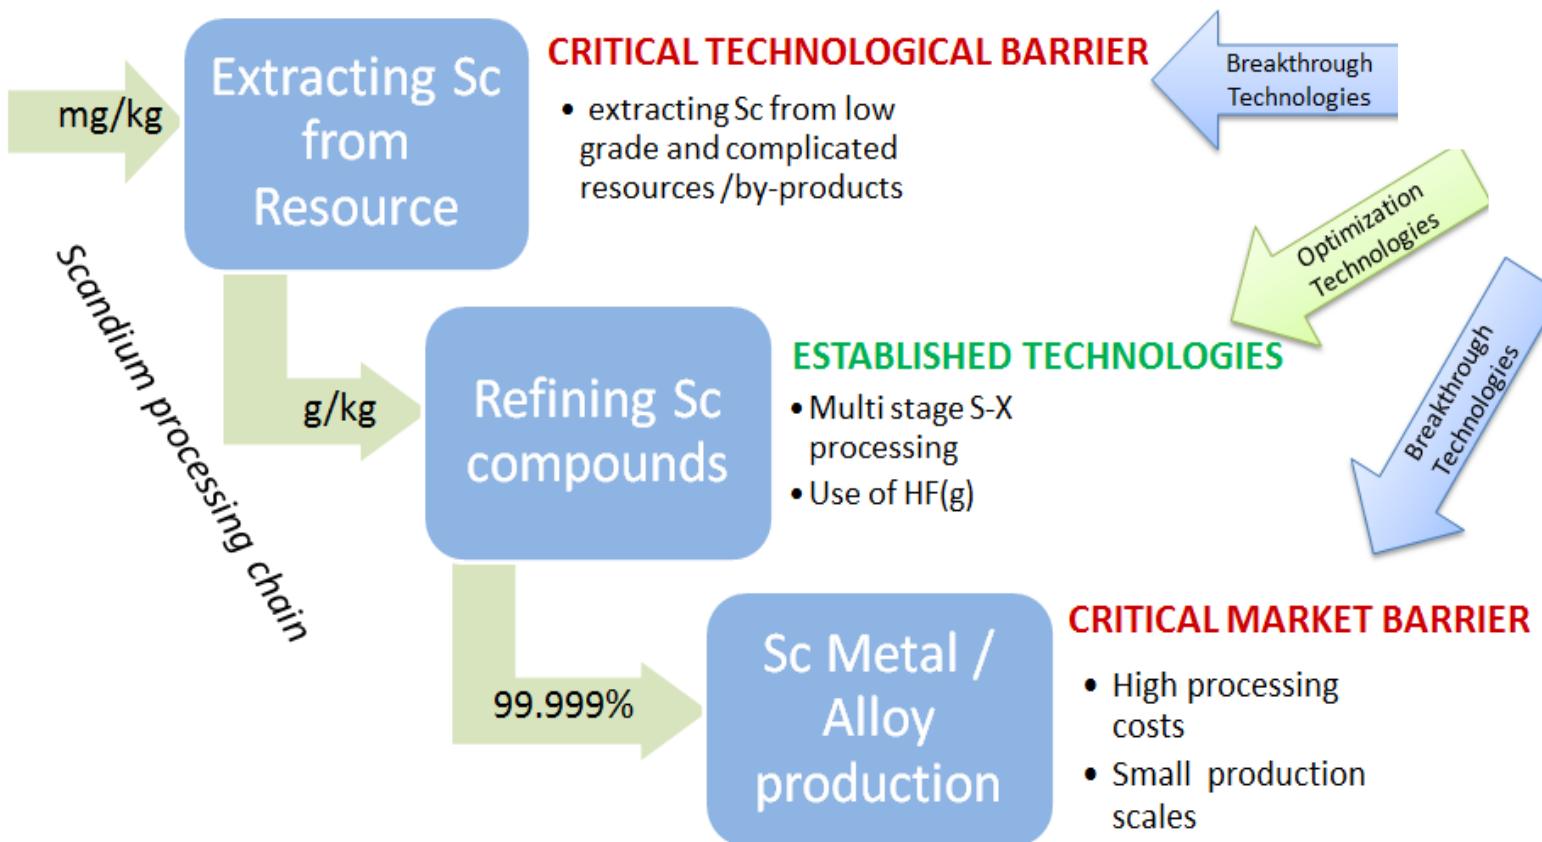 mg/kg
Extracting Sc
from
Resource
CRITICAL TECHNOLOGICAL BARRIER
• extracting Sc from low
grade and complicated
resources /by-products
Breakthrough
Technologies
Optimization
Technologies
Breakthrough
Technologies
Scandium processing chain
g/kg
Refining Sc
compounds
ESTABLISHED TECHNOLOGIES
• Multi stage S-X
processing
• Use of HF(g)
99.999%
Sc Metal /
Alloy
production
CRITICAL MARKET BARRIER
• High processing
costs
• Small production
scales